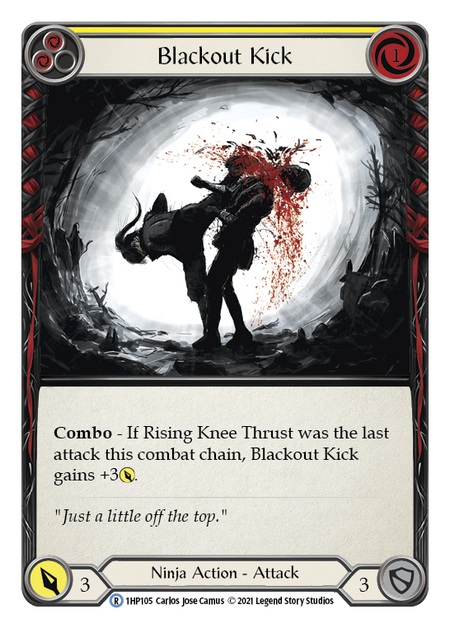 Blackout Kick
1
Combo - If Rising Knee Thrust was the last
attack this combat chain, Blackout Kick
gains +3.
"Just a little off the top."
3
Ninja Action - Attack
3
R 1HP105 Carlos Jose Camus © 2021 Legend Story Studios